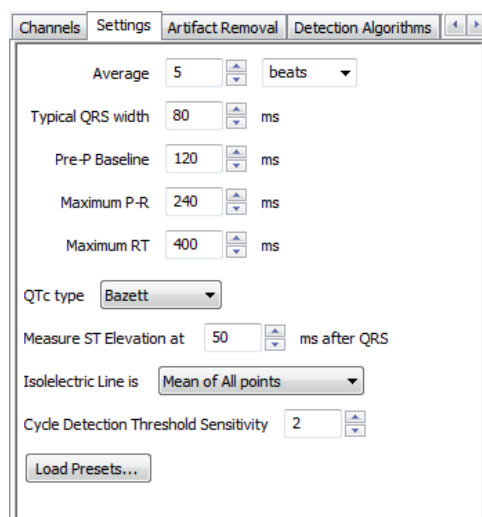 Channels Settings Artifact Removal Detection Algorithms
Average 5 beats
Typical QRS width 80 ms
Pre-P Baseline 120 ms
Maximum P-R 240 ms
Maximum RT 400 ms
QTc type Bazett
Measure ST Elevation at 50 ms after QRS
Isolelectric Line is Mean of All points
Cycle Detection Threshold Sensitivity 2
Load Presets...